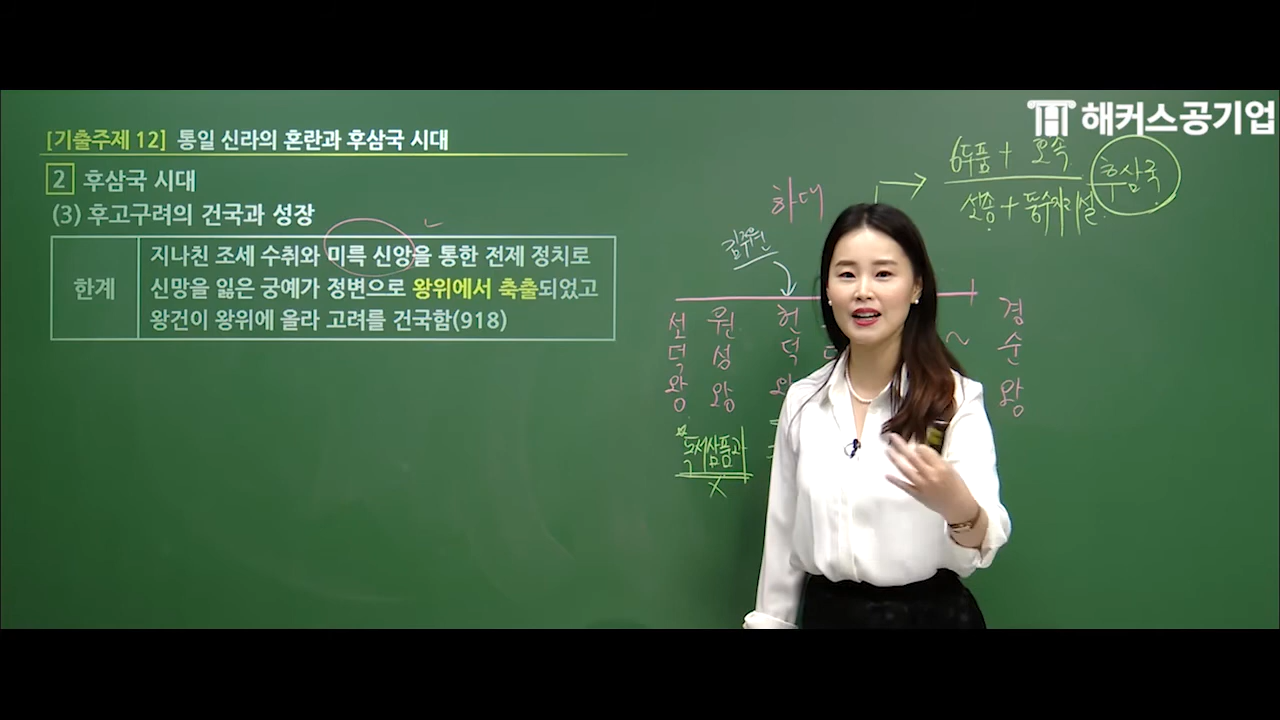 해커스공기업
[기출주제 12] 통일 신라의 혼란과 후삼국 시대
2 후삼국 시대
(3) 후고구려의 건국과 성장
한계
지나친 조세 수취와 미륵 신앙을 통한 전제 정치로
신망을 잃은 궁예가 정변으로 왕위에서 축출되었고
왕건이 왕위에 올라 고려를 건국함(918)
6두품 + 호족
선종 + 풍수지리설
후삼국
하대
김주원
선덕왕
원성왕
헌덕왕
~
경순왕
독서삼품과
X